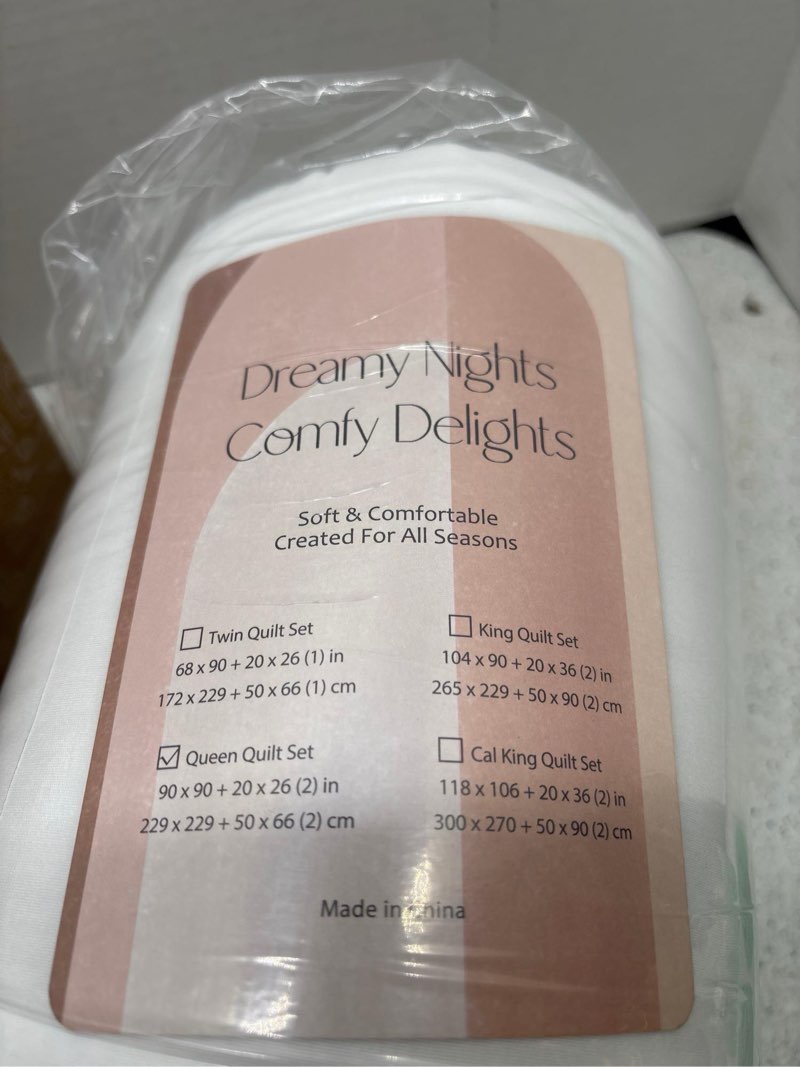 Dreamy Nights
Comfy Delights
Soft & Comfortable
Created For All Seasons
Twin Quilt Set
68 x 90 + 20 x 26 (1) in
172 x 229 + 50 x 66 (1) cm
King Quilt Set
104 x 90 + 20 x 36 (2) in
265 x 229 + 50 x 90 (2) cm
Queen Quilt Set
90 x 90 + 20 x 26 (2) in
229 x 229 + 50 x 66 (2) cm
Cal King Quilt Set
118 x 106 + 20 x 36 (2) in
300 x 270 + 50 x 90 (2) cm
Made in China